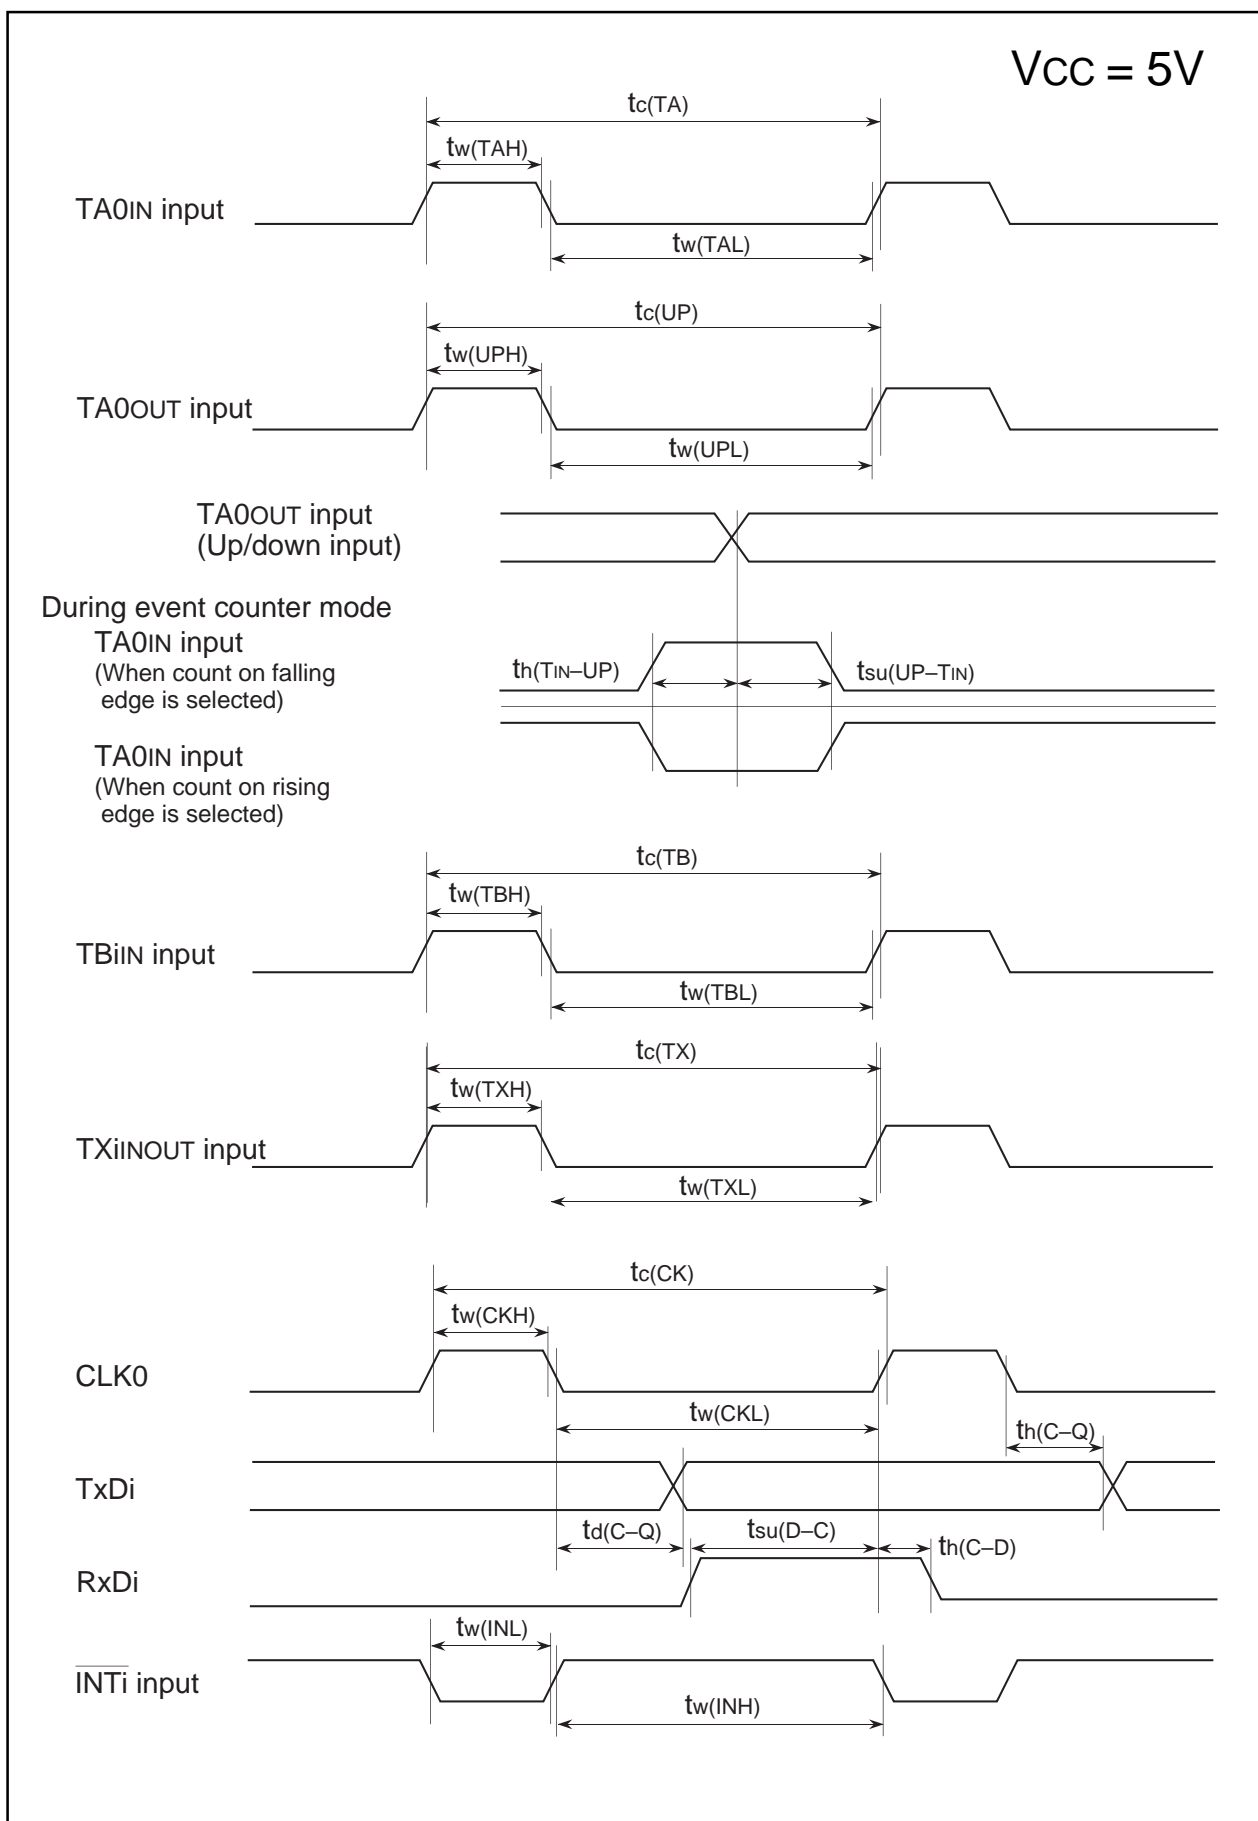 VCC = 5V
tc(TA)
tw(TAH)
TA0IN input
tw(TAL)
tc(UP)
tw(UPH)
TA0OUT input
tw(UPL)
TA0OUT input
(Up/down input)
During event counter mode
TA0IN input
(When count on falling
edge is selected)
th(TIN–UP)
tsu(UP–TIN)
TA0IN input
(When count on rising
edge is selected)
tc(TB)
tw(TBH)
TBiIN input
tw(TBL)
tc(TX)
tw(TXH)
TXiINOUT input
tw(TXL)
tc(CK)
tw(CKH)
CLK0
tw(CKL)
th(C–Q)
TxDi
td(C–Q)
tsu(D–C)
th(C–D)
RxDi
tw(INL)
INTi input
tw(INH)